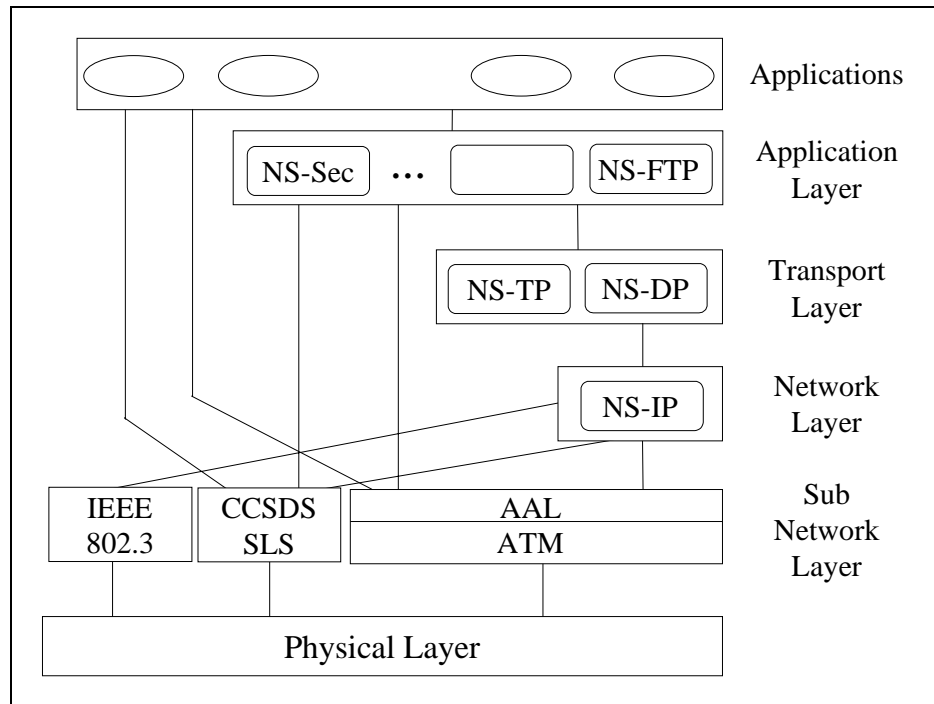 Applications
NS-Sec ... NS-FTP
Application
Layer
NS-TP NS-DP
Transport
Layer
NS-IP
Network
Layer
IEEE
802.3
CCSDS
SLS
AAL
ATM
Sub
Network
Layer
Physical Layer